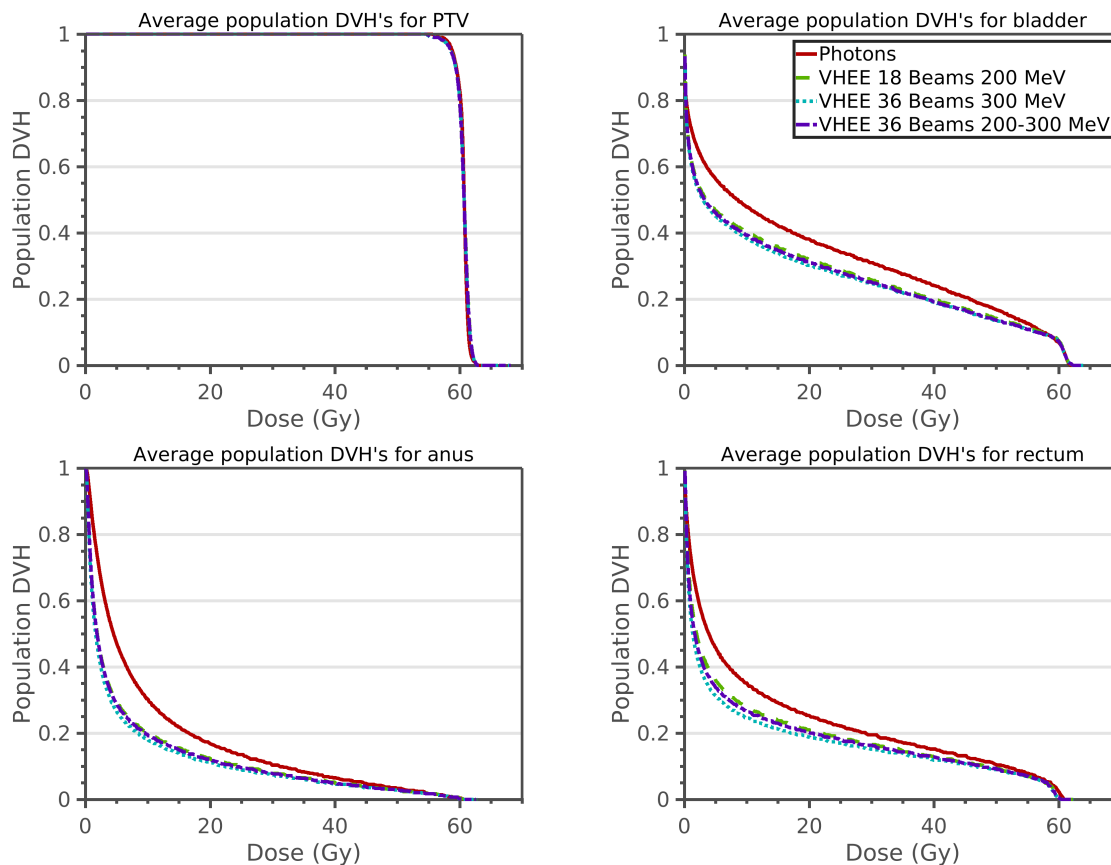 Average population DVH's for PTV
Population DVH
1
0.8
0.6
0.4
0.2
0
0 20 40 60
Dose (Gy)
Average population DVH's for bladder
Population DVH
1
0.8
0.6
0.4
0.2
0
Photons
VHEE 18 Beams 200 MeV
VHEE 36 Beams 300 MeV
VHEE 36 Beams 200-300 MeV
0 20 40 60
Dose (Gy)
Average population DVH's for anus
Population DVH
1
0.8
0.6
0.4
0.2
0
0 20 40 60
Dose (Gy)
Average population DVH's for rectum
Population DVH
1
0.8
0.6
0.4
0.2
0
0 20 40 60
Dose (Gy)